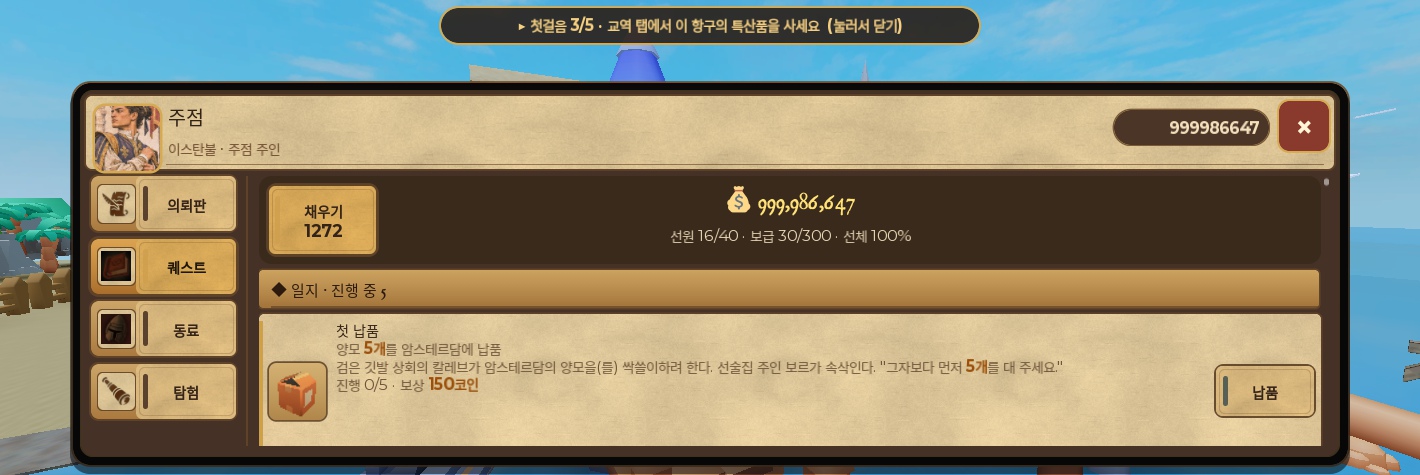 ▸ 첫걸음 3/5 · 교역 탭에서 이 항구의 특산품을 사세요 (눌러서 닫기)
주점
이스탄불 · 주점 주인
999986647
×
의뢰판
퀘스트
동료
탐험
채우기
1272
999,986,647
선원 16/40 · 보급 30/300 · 선체 100%
◆ 일지 · 진행 중 5
첫 납품
양모 5개를 암스테르담에 납품
검은 깃발 상회의 칼레브가 암스테르담의 양모을(를) 싹쓸이하려 한다. 선술집 주인 보르가 속삭인다. "그자보다 먼저 5개를 대 주세요."
진행 0/5 · 보상 150코인
납품